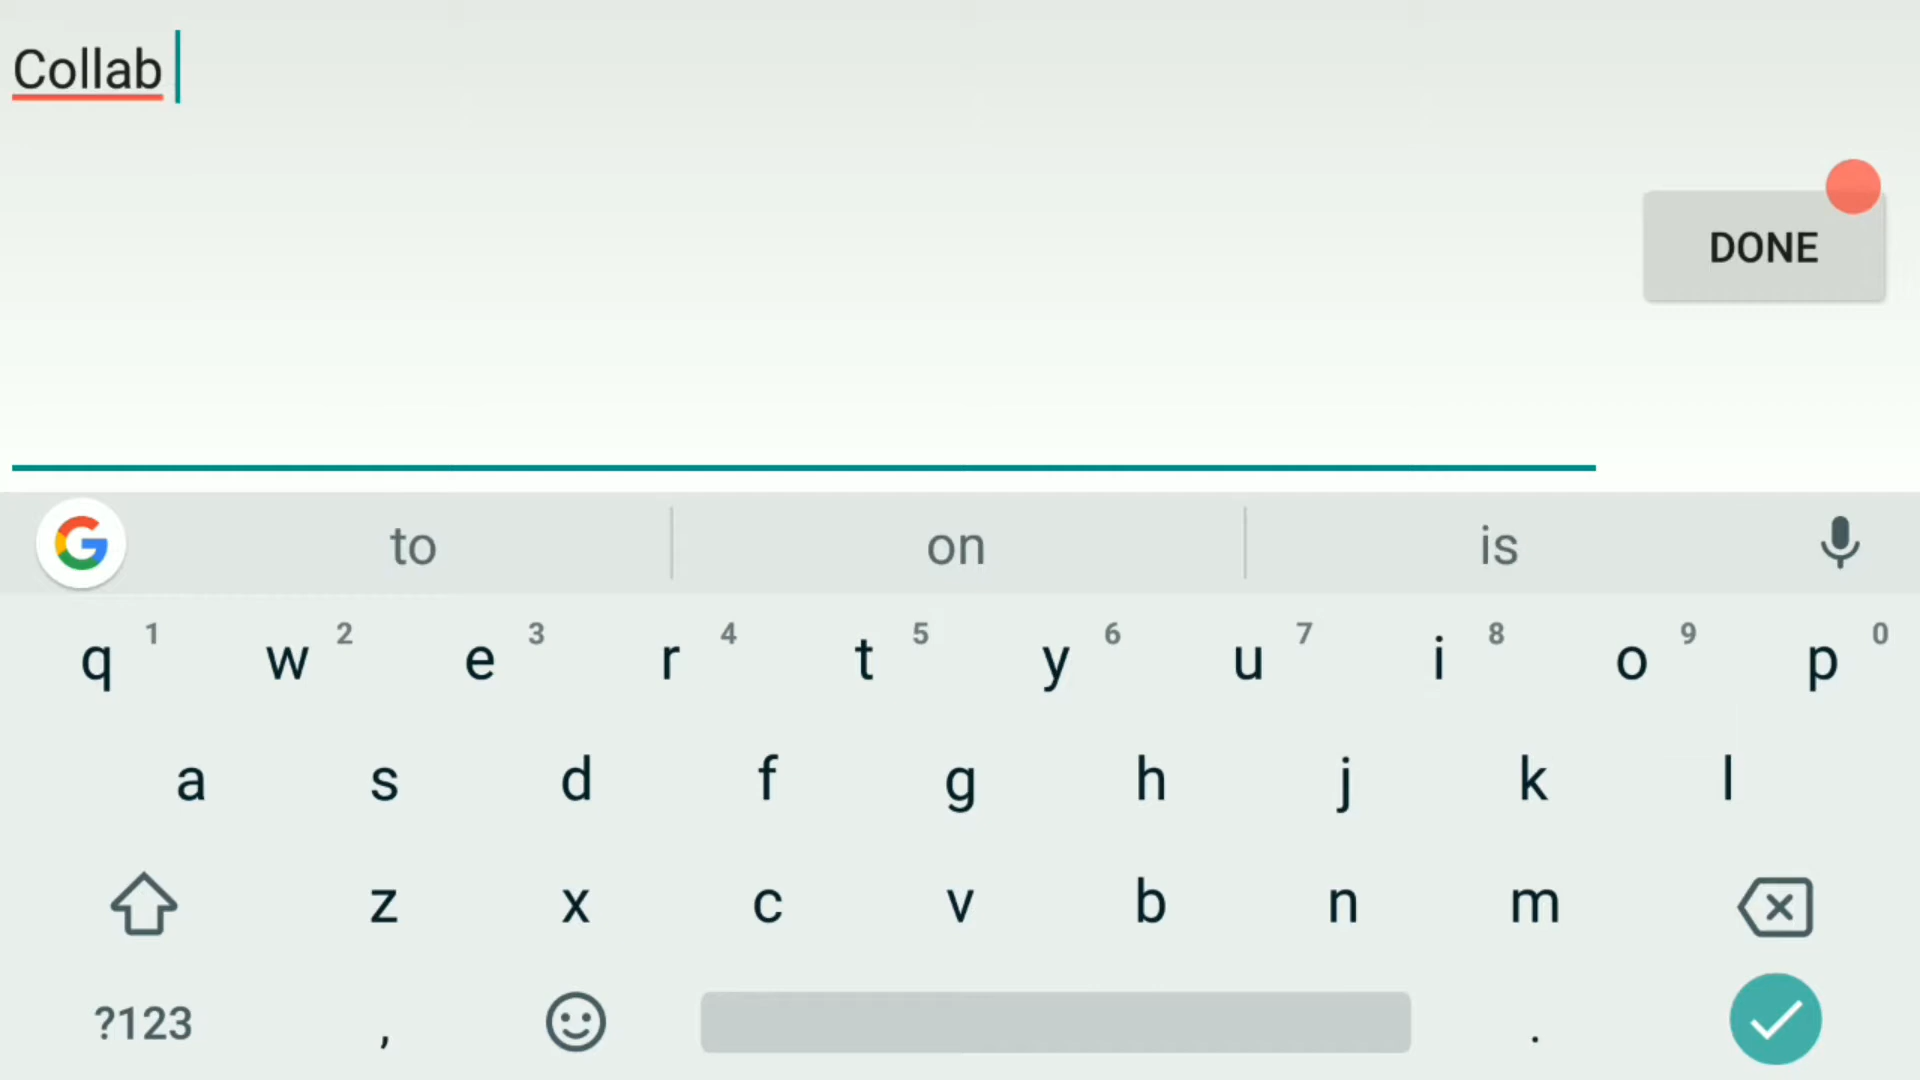 Collab
DONE
to on is
q 1 w 2 e 3 r 4 t 5 y 6 u 7 i 8 o 9 p 0
a s d f g h j k l
z x c v b n m
?123 , .